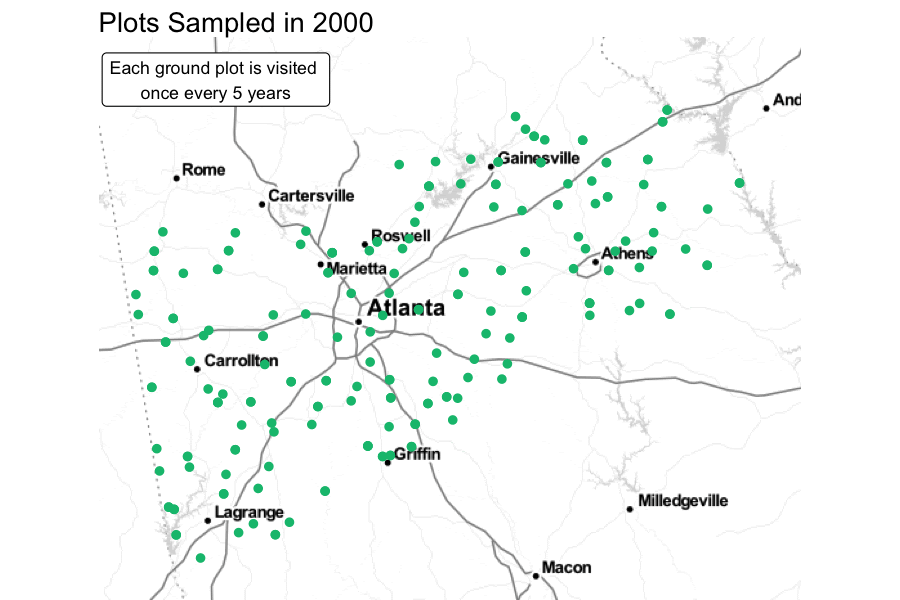 Plots Sampled in 2000
Each ground plot is visited
once every 5 years
And
Gainesville
Rome
Cartersville
Roswell
Athens
Marietta
Atlanta
Carrollton
Griffin
Milledgeville
Lagrange
Macon